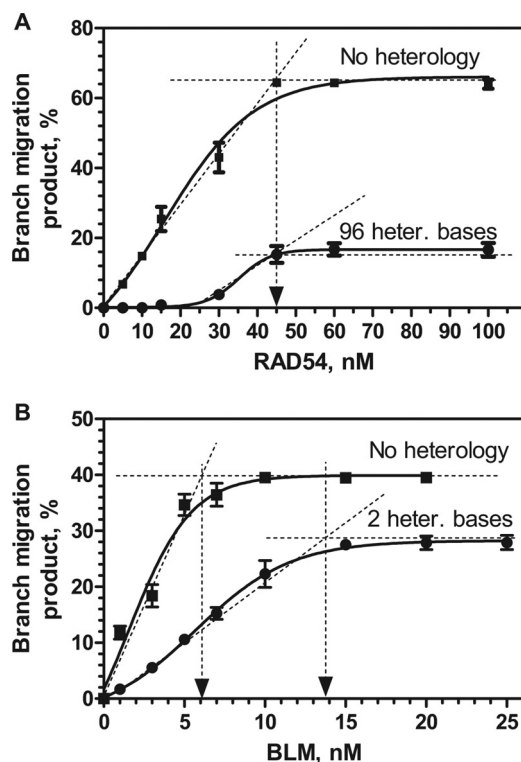 A
Branch migration
product, %
80
60
40
20
0
No heterology
96 heter. bases
0 10 20 30 40 50 60 70 80 90 100
RAD54, nM
B
Branch migration
product, %
50
40
30
20
10
0
No heterology
2 heter. bases
0 5 10 15 20 25
BLM, nM